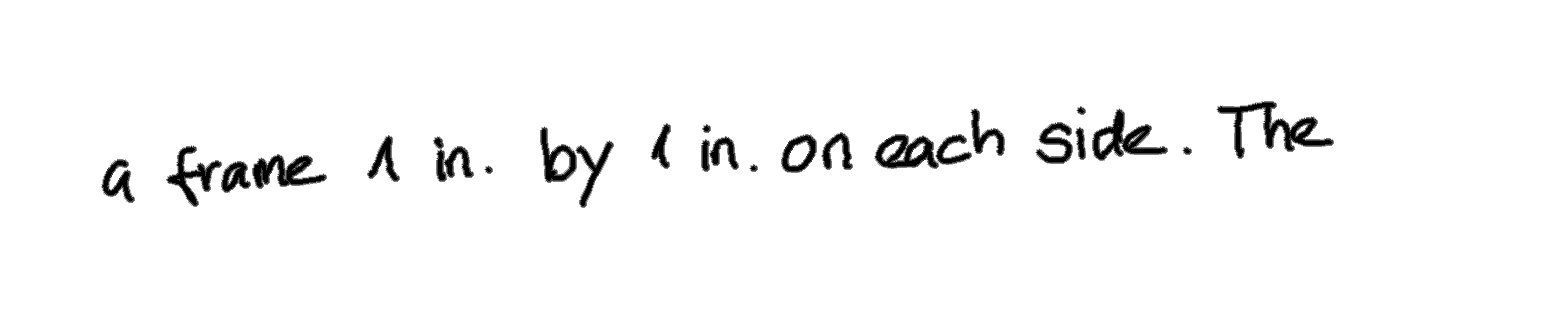 a frame 1 in. by 1 in. on each side. The